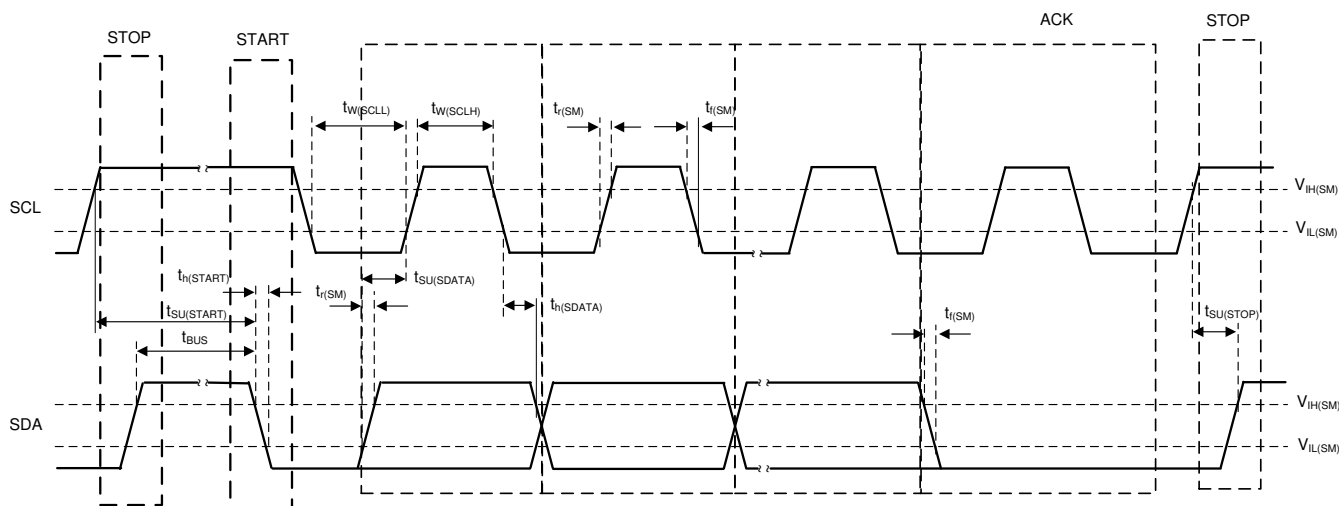 STOP
START
ACK
STOP
tW(SCLL)
tW(SCLH)
tr(SM)
tf(SM)
SCL
VIH(SM)
VIL(SM)
th(START)
tSU(START)
tBUS
tr(SM)
tSU(SDATA)
th(SDATA)
tf(SM)
tSU(STOP)
SDA
VIH(SM)
VIL(SM)